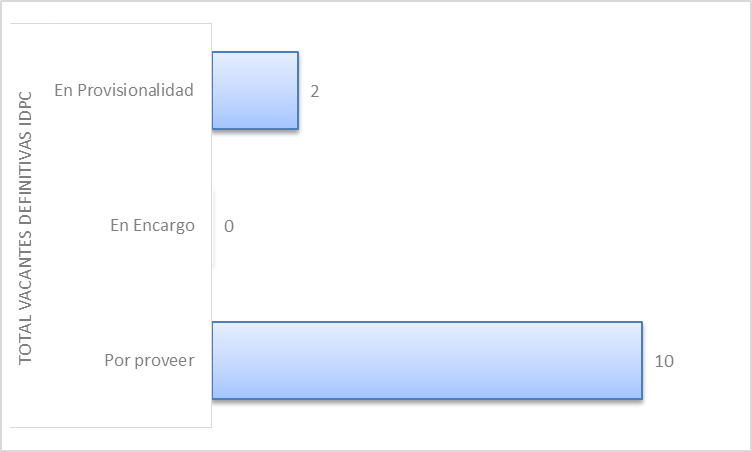 TOTAL VACANTES DEFINITIVAS IDPC
En Provisionalidad 2
En Encargo 0
Por proveer 10